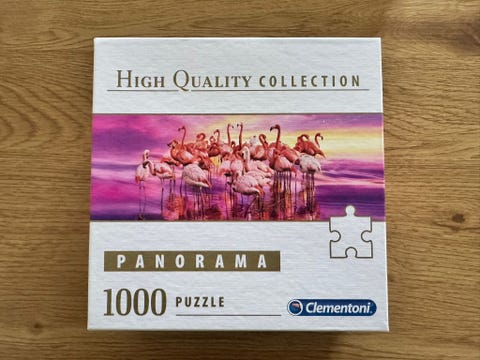 High Quality COLLECTION
PANORAMA
1000 PUZZLE
Clementoni